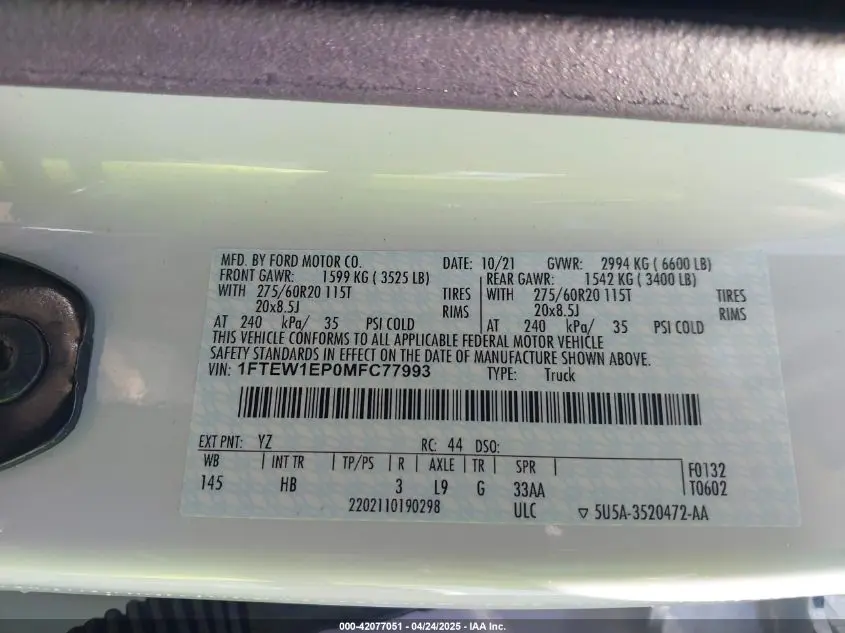 MFD. BY FORD MOTOR CO. DATE: 10/21 GVWR: 2994 KG ( 6600 LB)
FRONT GAWR: 1599 KG ( 3525 LB) REAR GAWR: 1542 KG ( 3400 LB)
WITH 275/60R20 115T TIRES WITH 275/60R20 115T TIRES
20x8.5J RIMS 20x8.5J RIMS
AT 240 kPa/ 35 PSI COLD AT 240 kPa/ 35 PSI COLD
THIS VEHICLE CONFORMS TO ALL APPLICABLE FEDERAL MOTOR VEHICLE
SAFETY STANDARDS IN EFFECT ON THE DATE OF MANUFACTURE SHOWN ABOVE.
VIN: 1FTEW1EP0MFC77993 TYPE: Truck
EXT PNT: YZ RC: 44 DSO:
WB INT TR TP/PS R AXLE TR SPR F0132
145 HB 3 L9 G 33AA T0602
2202110190298 ULC ▽ 5U5A-3520472-AA
000-42077051 - 04/24/2025 - IAA Inc.